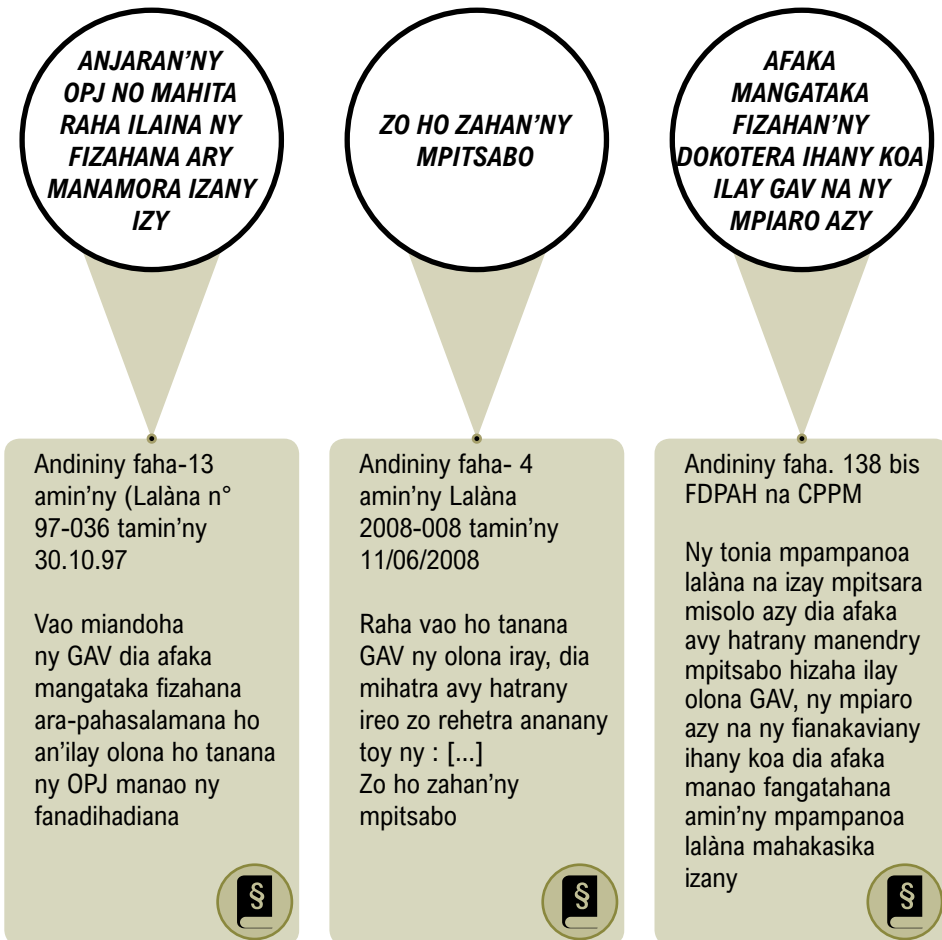 ANJARAN’NY
OPJ NO MAHITA
RAHA ILAINA NY
FIZAHANA ARY
MANAMORA IZANY
IZY
Andininy faha-13
amin’ny (Lalàna n°
97-036 tamin’ny
30.10.97
Vao miandoha
ny GAV dia afaka
mangataka fizahana
ara-pahasalamana ho
an’ilay olona ho tanana
ny OPJ manao ny
fanadihadiana
§
ZO HO ZAHAN’NY
MPITSABO
Andininy faha- 4
amin’ny Lalàna
2008-008 tamin’ny
11/06/2008
Raha vao ho tanana
GAV ny olona iray, dia
mihatra avy hatrany
ireo zo rehetra ananany
toy ny : [...]
Zo ho zahan’ny
mpitsabo
§
AFAKA
MANGATAKA
FIZAHAN’NY
DOKOTERA IHANY KOA
ILAY GAV NA NY
MPIARO AZY
Andininy faha. 138 bis
FDPAH na CPPM
Ny tonia mpampanoa
lalàna na izay mpitsara
misolo azy dia afaka
avy hatrany manendry
mpitsabo hizaha ilay
olona GAV, ny mpiaro
azy na ny fianakaviany
ihany koa dia afaka
manao fangatahana
amin’ny mpampanoa
lalàna mahakasika
izany
§